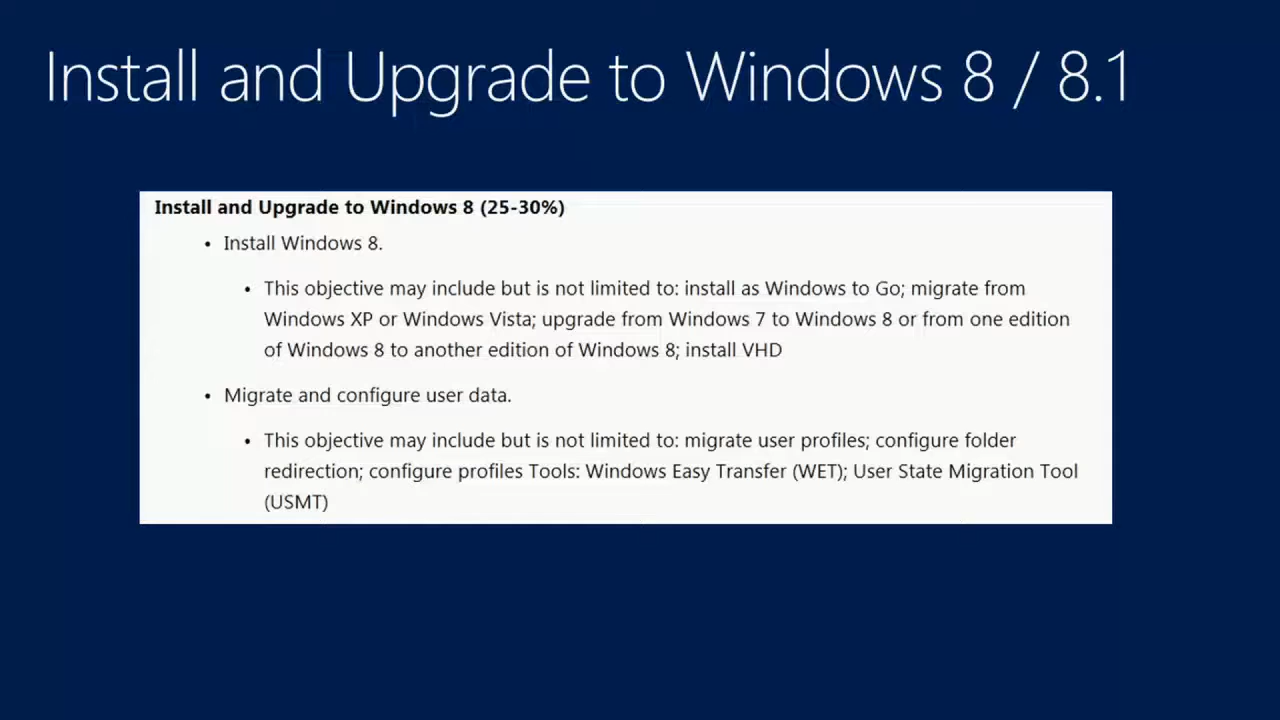 Install and Upgrade to Windows 8 / 8.1
Install and Upgrade to Windows 8 (25-30%)
• Install Windows 8.
• This objective may include but is not limited to: install as Windows to Go; migrate from
Windows XP or Windows Vista; upgrade from Windows 7 to Windows 8 or from one edition
of Windows 8 to another edition of Windows 8; install VHD
• Migrate and configure user data.
• This objective may include but is not limited to: migrate user profiles; configure folder
redirection; configure profiles Tools: Windows Easy Transfer (WET); User State Migration Tool
(USMT)